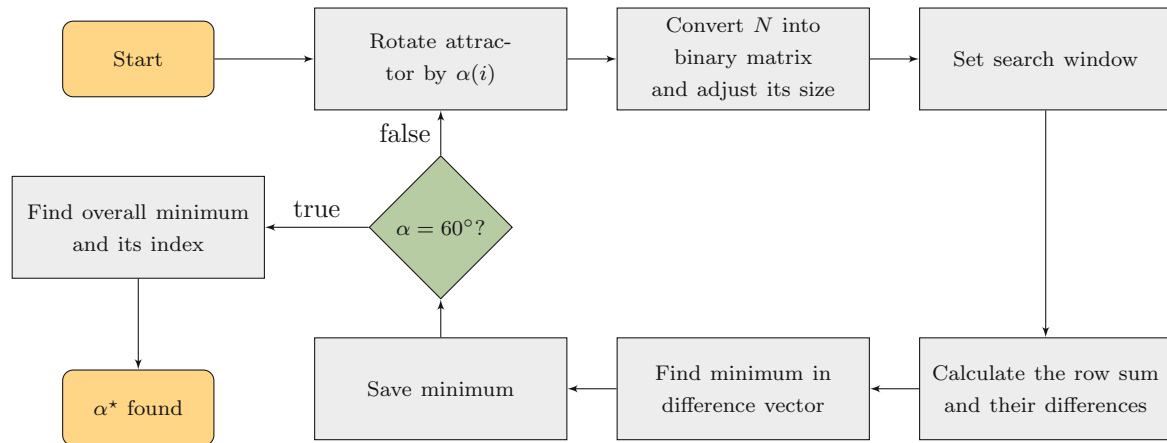 Start
Rotate attrac-
tor by α(i)
Convert N into
binary matrix
and adjust its size
Set search window
false
Find overall minimum
and its index
true
α = 60°?
α* found
Save minimum
Find minimum in
difference vector
Calculate the row sum
and their differences